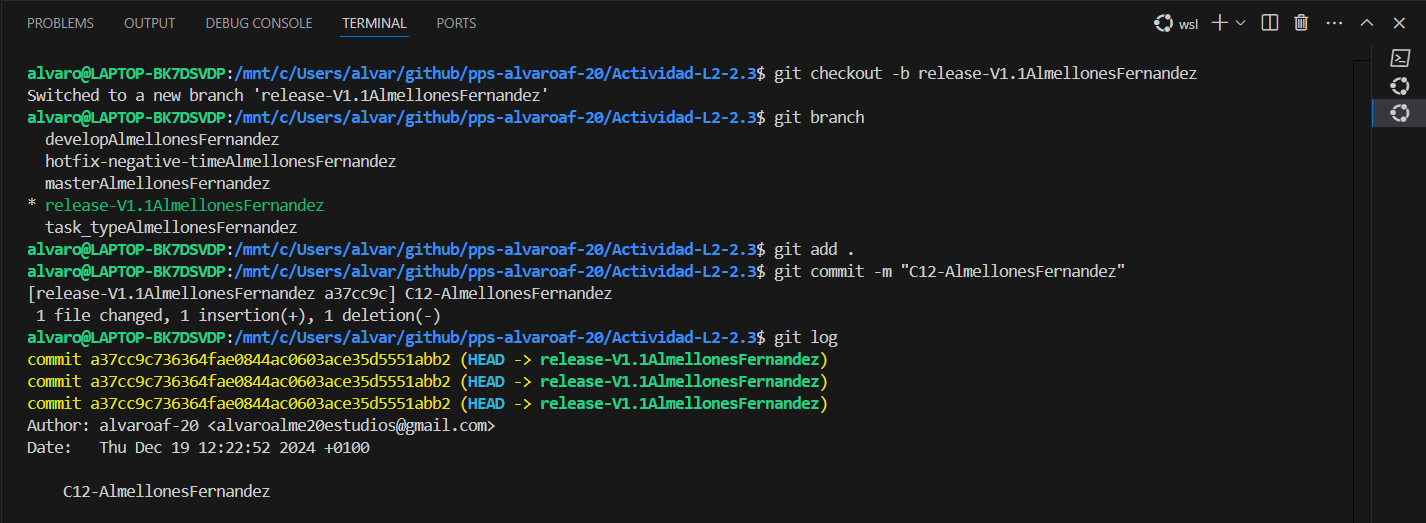 PROBLEMS OUTPUT DEBUG CONSOLE TERMINAL PORTS wsl
alvaro@LAPTOP-BK7DSVDP:/mnt/c/Users/alvar/github/pps-alvaroaf-20/Actividad-L2-2.3$ git checkout -b release-V1.1AlmellonesFernandez
Switched to a new branch 'release-V1.1AlmellonesFernandez'
alvaro@LAPTOP-BK7DSVDP:/mnt/c/Users/alvar/github/pps-alvaroaf-20/Actividad-L2-2.3$ git branch
  developAlmellonesFernandez
  hotfix-negative-timeAlmellonesFernandez
  masterAlmellonesFernandez
* release-V1.1AlmellonesFernandez
  task_typeAlmellonesFernandez
alvaro@LAPTOP-BK7DSVDP:/mnt/c/Users/alvar/github/pps-alvaroaf-20/Actividad-L2-2.3$ git add .
alvaro@LAPTOP-BK7DSVDP:/mnt/c/Users/alvar/github/pps-alvaroaf-20/Actividad-L2-2.3$ git commit -m "C12-AlmellonesFernandez"
[release-V1.1AlmellonesFernandez a37cc9c] C12-AlmellonesFernandez
 1 file changed, 1 insertion(+), 1 deletion(-)
alvaro@LAPTOP-BK7DSVDP:/mnt/c/Users/alvar/github/pps-alvaroaf-20/Actividad-L2-2.3$ git log
commit a37cc9c736364fae0844ac0603ace35d5551abb2 (HEAD -> release-V1.1AlmellonesFernandez)
commit a37cc9c736364fae0844ac0603ace35d5551abb2 (HEAD -> release-V1.1AlmellonesFernandez)
commit a37cc9c736364fae0844ac0603ace35d5551abb2 (HEAD -> release-V1.1AlmellonesFernandez)
Author: alvaroaf-20 <alvaroalme20estudios@gmail.com>
Date:   Thu Dec 19 12:22:52 2024 +0100
    C12-AlmellonesFernandez